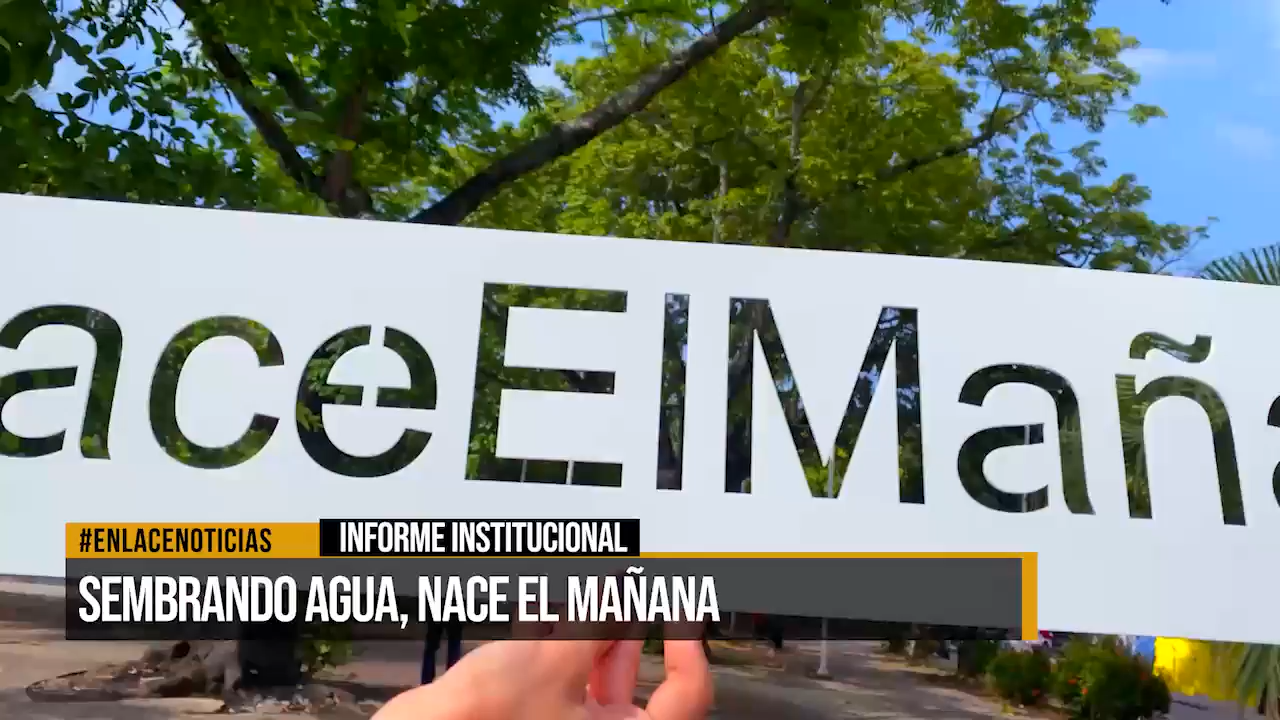 aceElMaña
#ENLACENOTICIAS
INFORME INSTITUCIONAL
SEMBRANDO AGUA, NACE EL MAÑANA